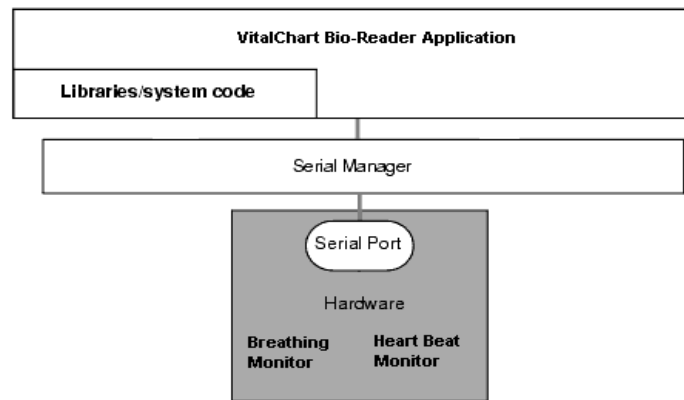 VitalChart Bio-Reader Application
Libraries/system code
Serial Manager
Serial Port
Hardware
Breathing
Monitor
Heart Beat
Monitor